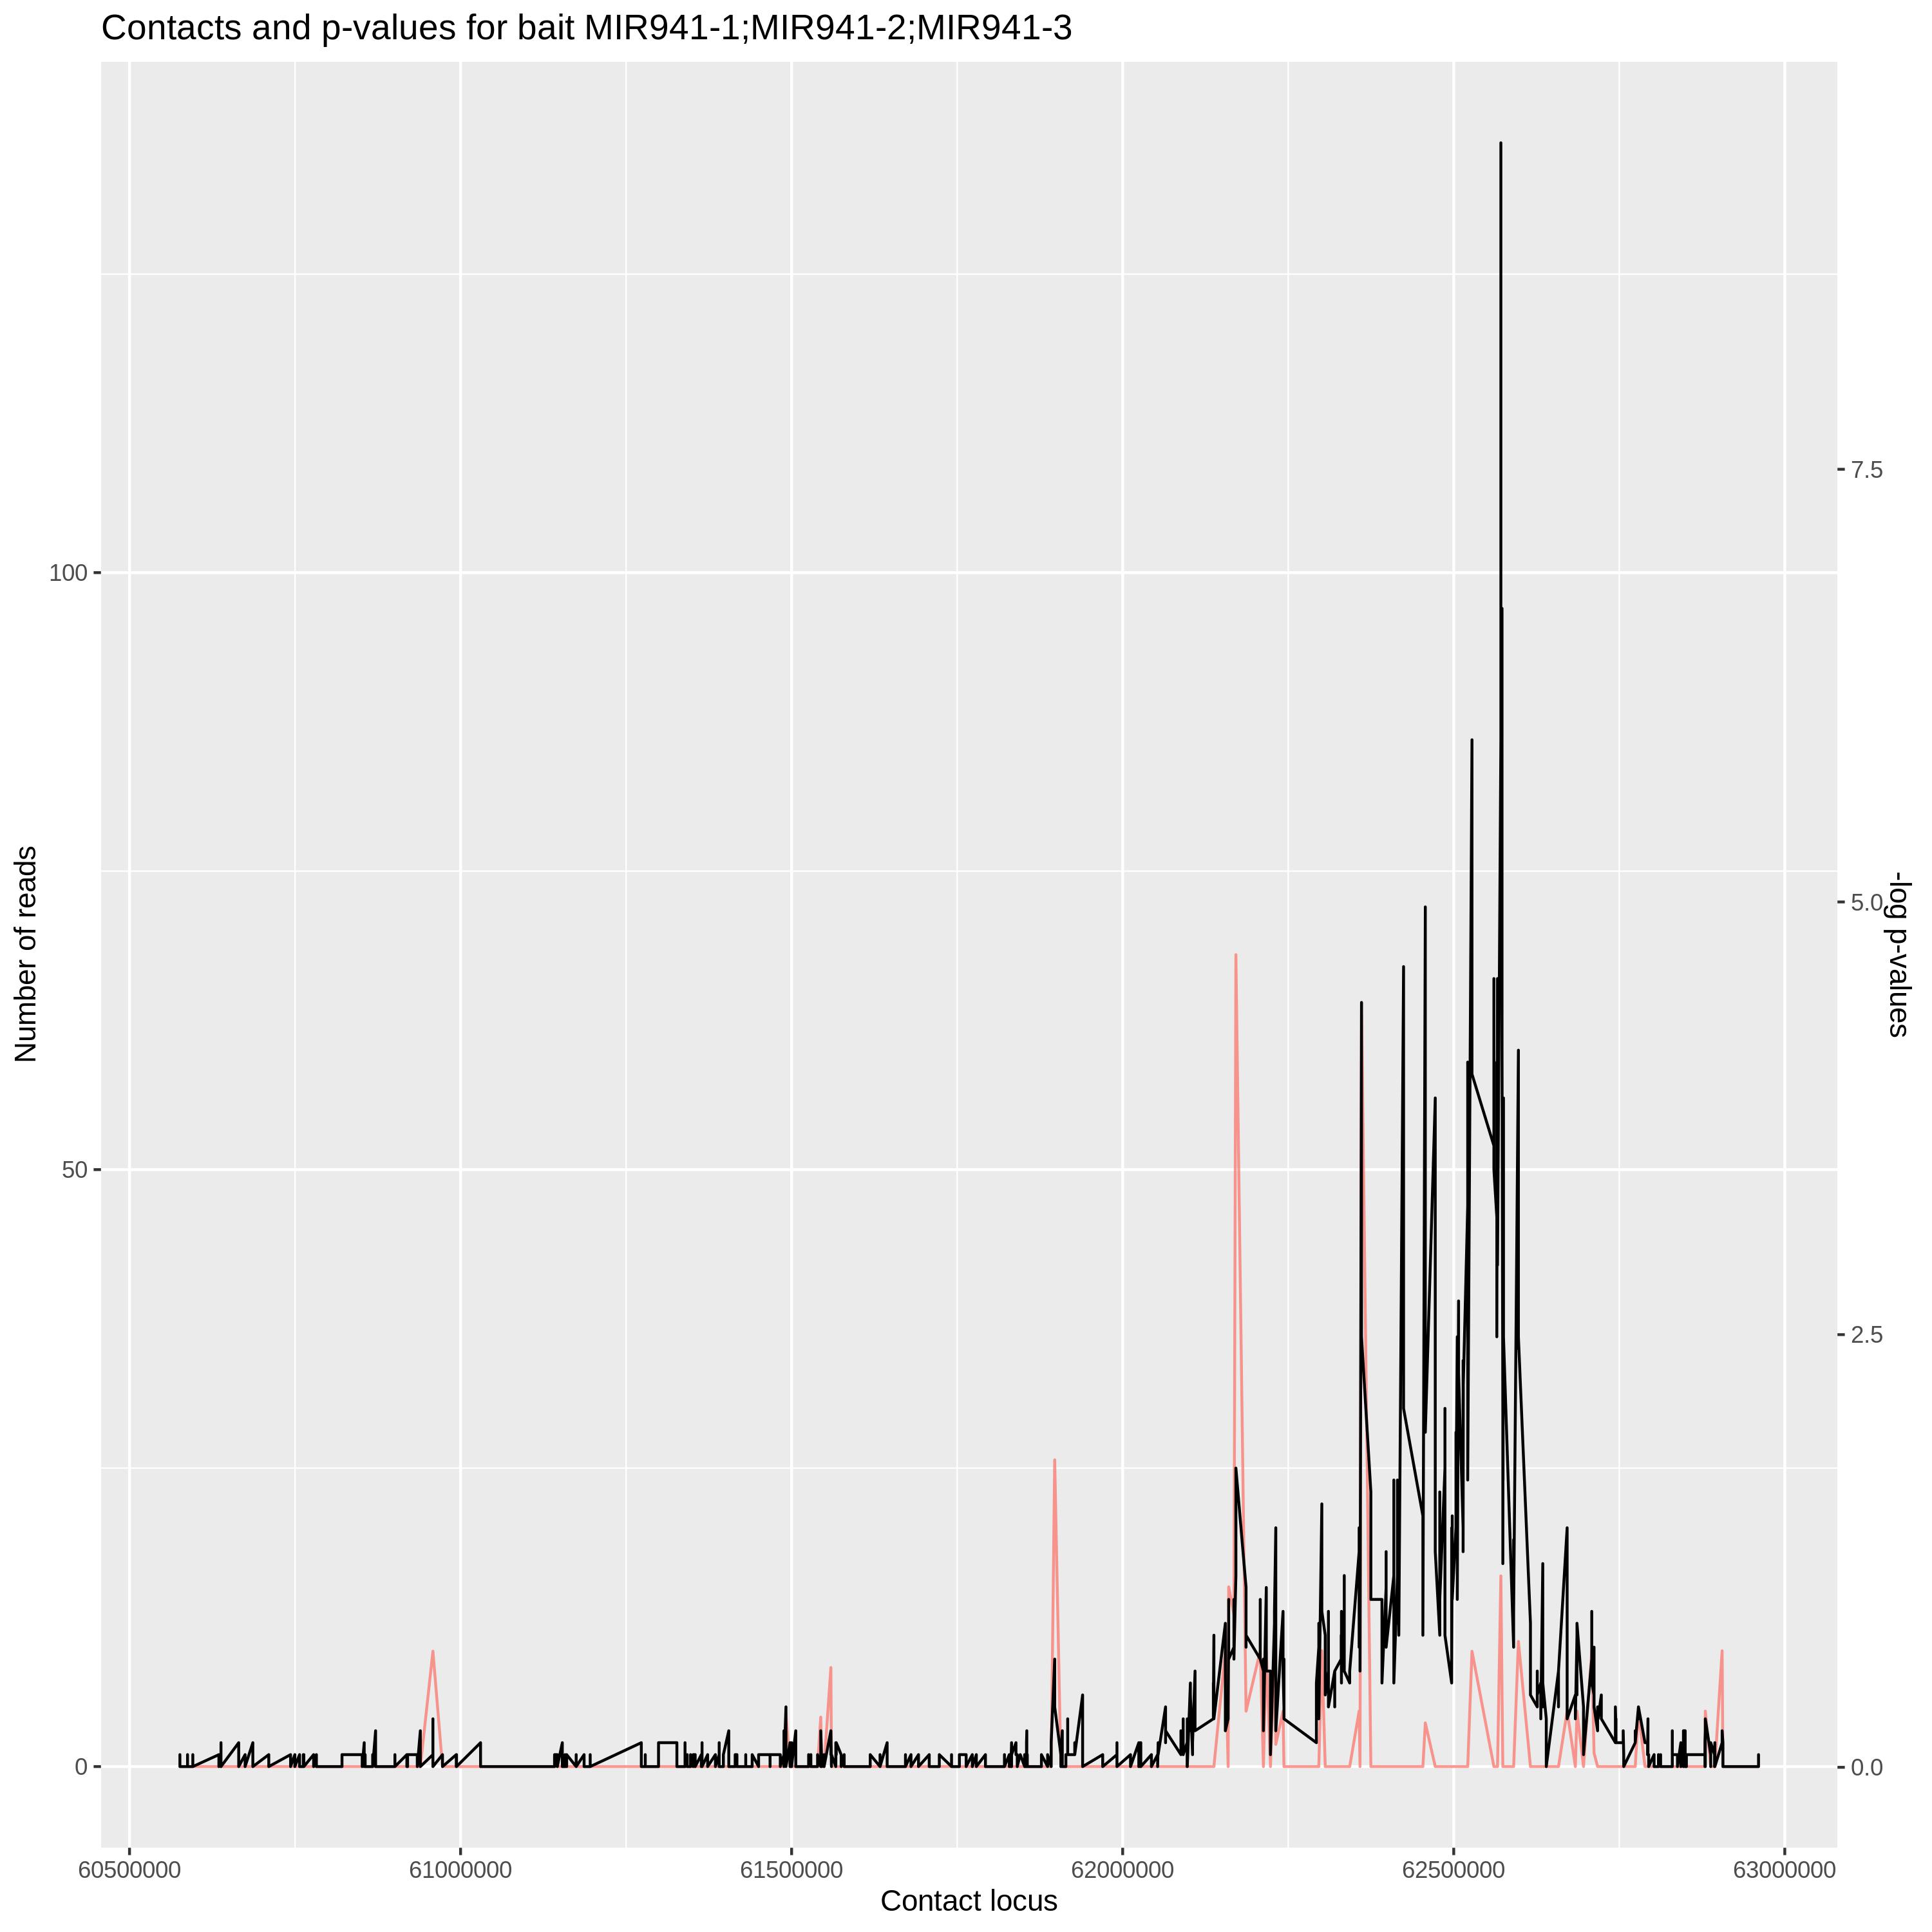 Contacts and p-values for bait MIR941-1;MIR941-2;MIR941-3
Number of reads
100
50
0
7.5
5.0
2.5
0.0
-log p-values
60500000 61000000 61500000 62000000 62500000 63000000
Contact locus